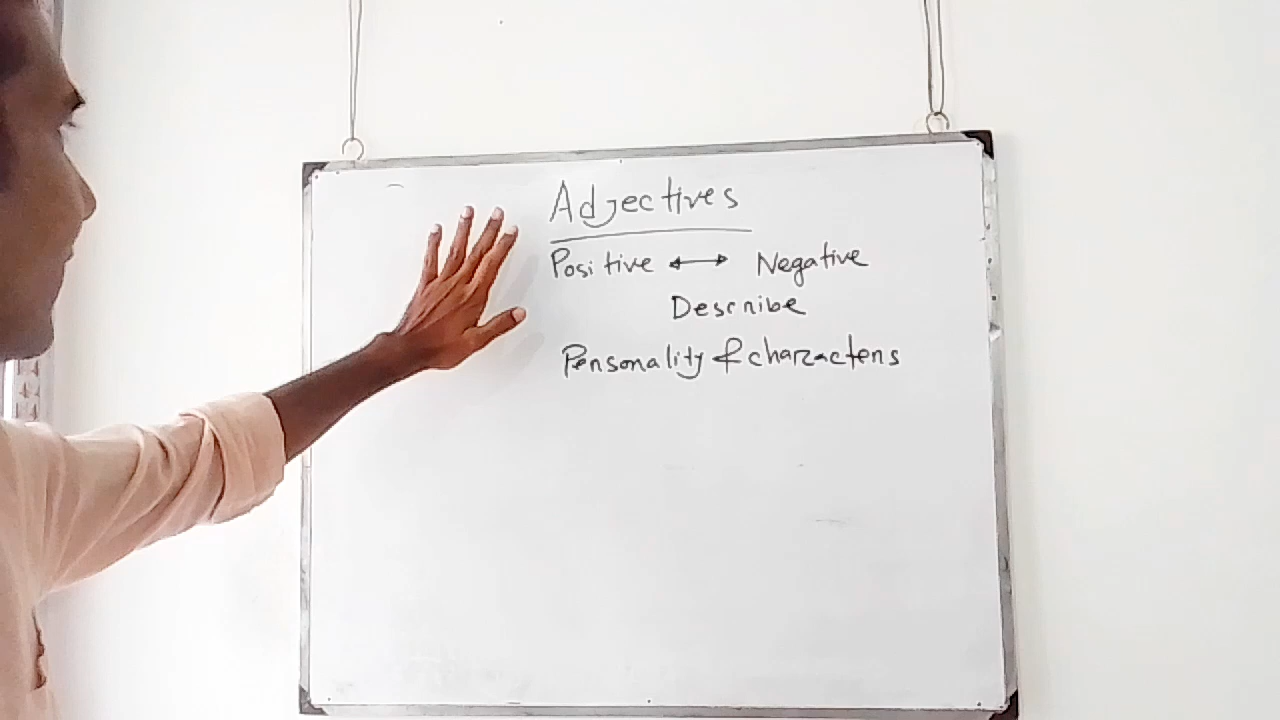 Adjectives
Positive ↔ Negative
Describe
Personality & characters